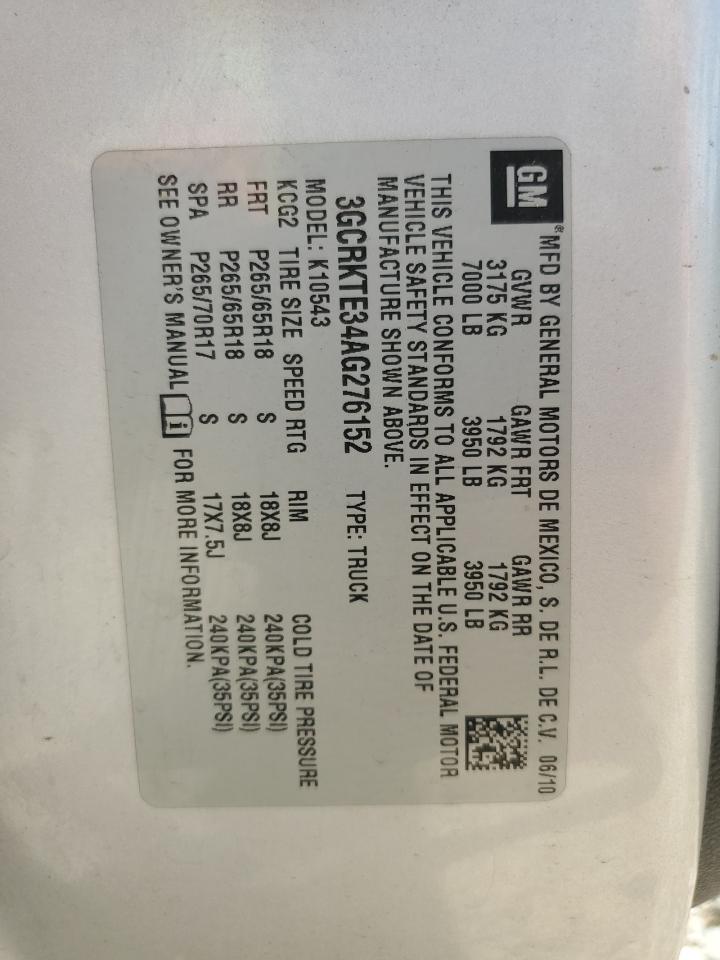 GM® MFD BY GENERAL MOTORS DE MEXICO, S. DE R.L. DE C.V. 06/10
GVWR GAWR FRT GAWR RR
3175 KG 1792 KG 1792 KG
7000 LB 3950 LB 3950 LB
THIS VEHICLE CONFORMS TO ALL APPLICABLE U.S. FEDERAL MOTOR
VEHICLE SAFETY STANDARDS IN EFFECT ON THE DATE OF
MANUFACTURE SHOWN ABOVE.
3GCRKTE34AG276152 TYPE: TRUCK
MODEL: K10543
KCG2 TIRE SIZE SPEED RTG RIM COLD TIRE PRESSURE
FRT P265/65R18 S 18X8J 240KPA(35PSI)
RR P265/65R18 S 18X8J 240KPA(35PSI)
SPA P265/70R17 S 17X7.5J 240KPA(35PSI)
SEE OWNER'S MANUAL i FOR MORE INFORMATION.